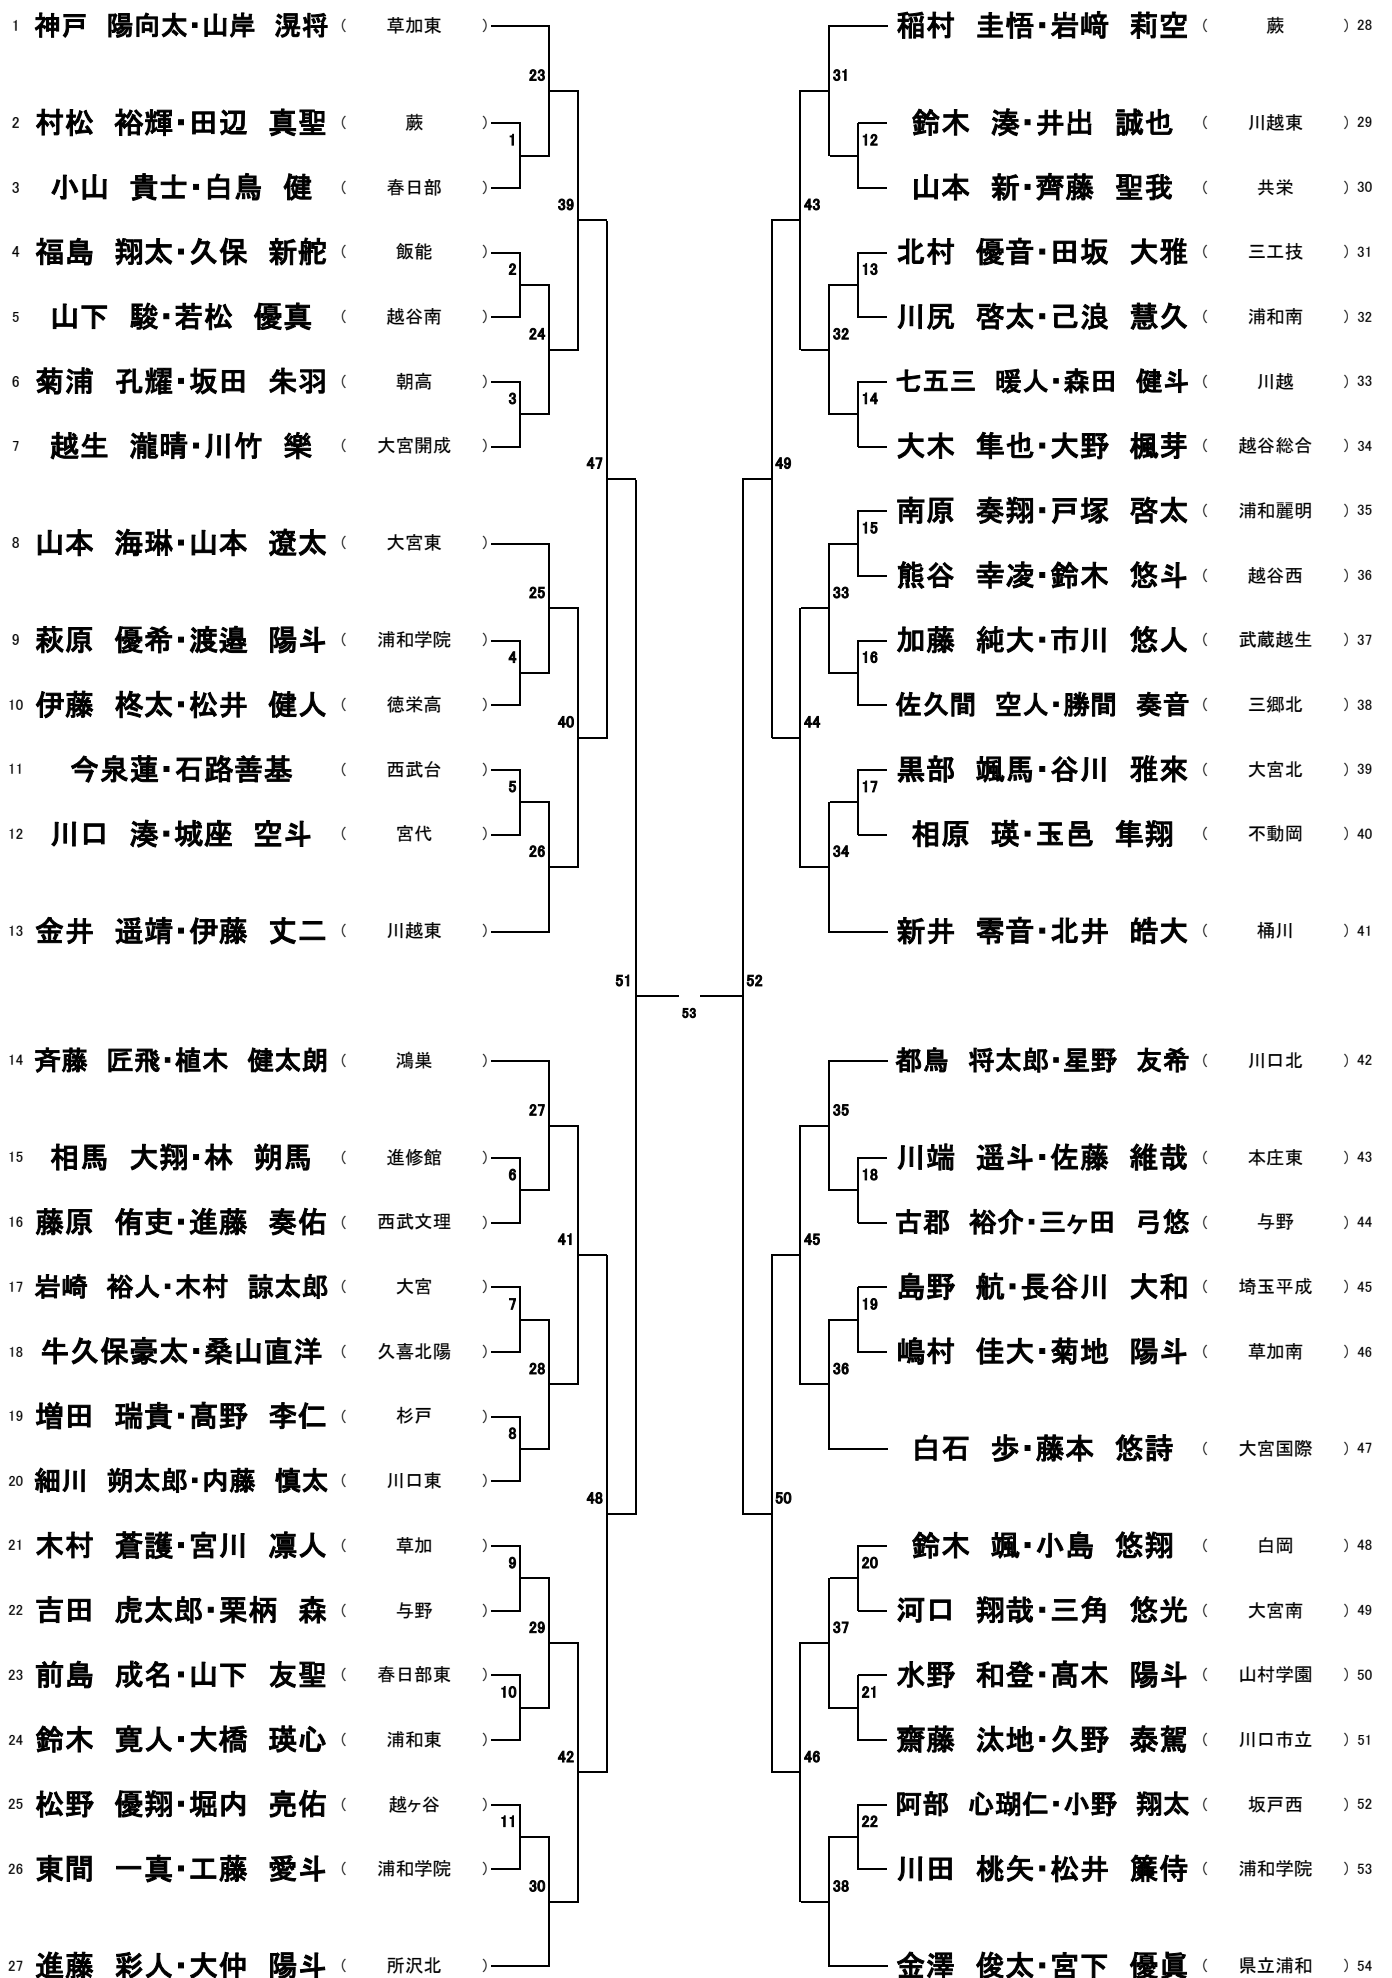 1 神戸 陽向太・山岸 滉将 （ 草加東 ）
23
2 村松 裕輝・田辺 真聖 （ 蕨 ）
1
3 小山 貴士・白鳥 健 （ 春日部 ）
39
4 福島 翔太・久保 新舵 （ 飯能 ）
2
5 山下 駿・若松 優真 （ 越谷南 ）
24
6 菊浦 孔耀・坂田 朱羽 （ 朝高 ）
3
7 越生 瀧晴・川竹 樂 （ 大宮開成 ）
47
8 山本 海琳・山本 遼太 （ 大宮東 ）
25
9 萩原 優希・渡邉 陽斗 （ 浦和学院 ）
4
10 伊藤 柊太・松井 健人 （ 徳栄高 ）
40
11 今泉蓮・石路善基 （ 西武台 ）
5
12 川口 湊・城座 空斗 （ 宮代 ）
26
13 金井 遥靖・伊藤 丈二 （ 川越東 ）
51
53
14 斉藤 匠飛・植木 健太朗 （ 鴻巣 ）
27
15 相馬 大翔・林 朔馬 （ 進修館 ）
6
16 藤原 侑吏・進藤 奏佑 （ 西武文理 ）
41
17 岩崎 裕人・木村 諒太郎 （ 大宮 ）
7
18 牛久保豪太・桑山直洋 （ 久喜北陽 ）
28
19 増田 瑞貴・髙野 李仁 （ 杉戸 ）
8
20 細川 朔太郎・内藤 慎太 （ 川口東 ）
48
21 木村 蒼護・宮川 凛人 （ 草加 ）
9
22 吉田 虎太郎・栗柄 森 （ 与野 ）
29
23 前島 成名・山下 友聖 （ 春日部東 ）
10
24 鈴木 寛人・大橋 瑛心 （ 浦和東 ）
42
25 松野 優翔・堀内 亮佑 （ 越ヶ谷 ）
11
26 東間 一真・工藤 愛斗 （ 浦和学院 ）
30
27 進藤 彩人・大仲 陽斗 （ 所沢北 ）
稲村 圭悟・岩﨑 莉空 （ 蕨 ） 28
31
鈴木 湊・井出 誠也 （ 川越東 ） 29
12
山本 新・齊藤 聖我 （ 共栄 ） 30
43
北村 優音・田坂 大雅 （ 三工技 ） 31
13
川尻 啓太・己浪 慧久 （ 浦和南 ） 32
32
七五三 暖人・森田 健斗 （ 川越 ） 33
14
大木 隼也・大野 楓芽 （ 越谷総合 ） 34
49
南原 奏翔・戸塚 啓太 （ 浦和麗明 ） 35
15
熊谷 幸凌・鈴木 悠斗 （ 越谷西 ） 36
33
加藤 純大・市川 悠人 （ 武蔵越生 ） 37
16
佐久間 空人・勝間 奏音 （ 三郷北 ） 38
44
黒部 颯馬・谷川 雅來 （ 大宮北 ） 39
17
相原 瑛・玉邑 隼翔 （ 不動岡 ） 40
34
新井 零音・北井 皓大 （ 桶川 ） 41
52
都鳥 将太郎・星野 友希 （ 川口北 ） 42
35
川端 遥斗・佐藤 維哉 （ 本庄東 ） 43
18
古郡 裕介・三ヶ田 弓悠 （ 与野 ） 44
45
島野 航・長谷川 大和 （ 埼玉平成 ） 45
19
嶋村 佳大・菊地 陽斗 （ 草加南 ） 46
36
白石 歩・藤本 悠詩 （ 大宮国際 ） 47
50
鈴木 颯・小島 悠翔 （ 白岡 ） 48
20
河口 翔哉・三角 悠光 （ 大宮南 ） 49
37
水野 和登・髙木 陽斗 （ 山村学園 ） 50
21
齋藤 汰地・久野 泰駕 （ 川口市立 ） 51
46
阿部 心瑚仁・小野 翔太 （ 坂戸西 ） 52
22
川田 桃矢・松井 簾侍 （ 浦和学院 ） 53
38
金澤 俊太・宮下 優眞 （ 県立浦和 ） 54